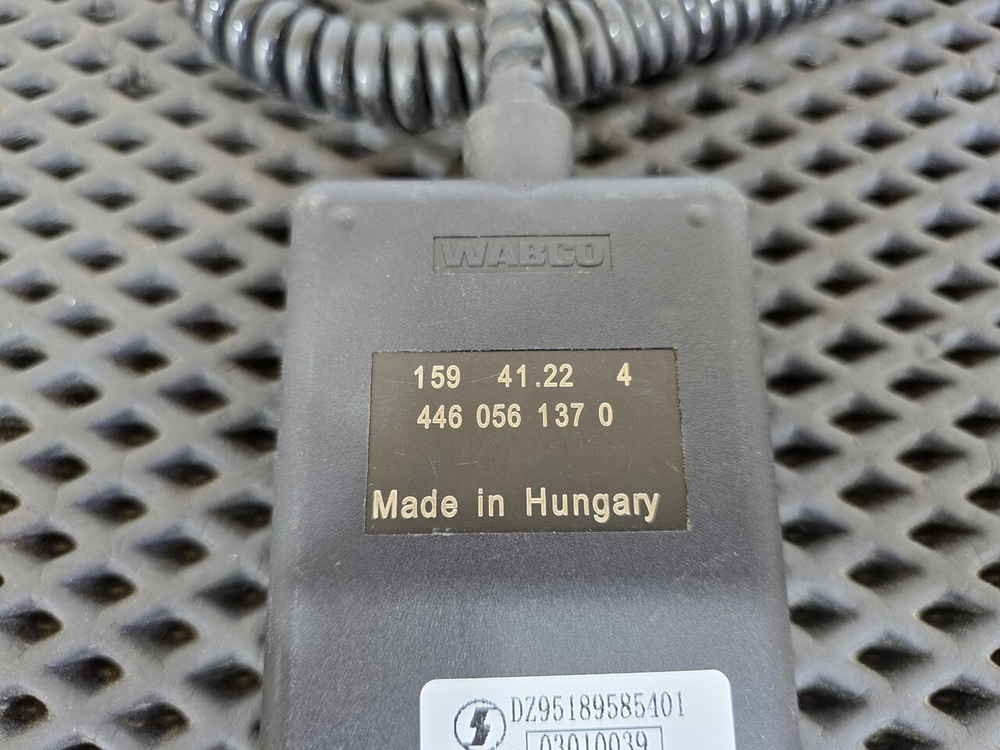 WABCO
159 41.22 4
446 056 137 0
Made in Hungary
DZ95189585401
03010039